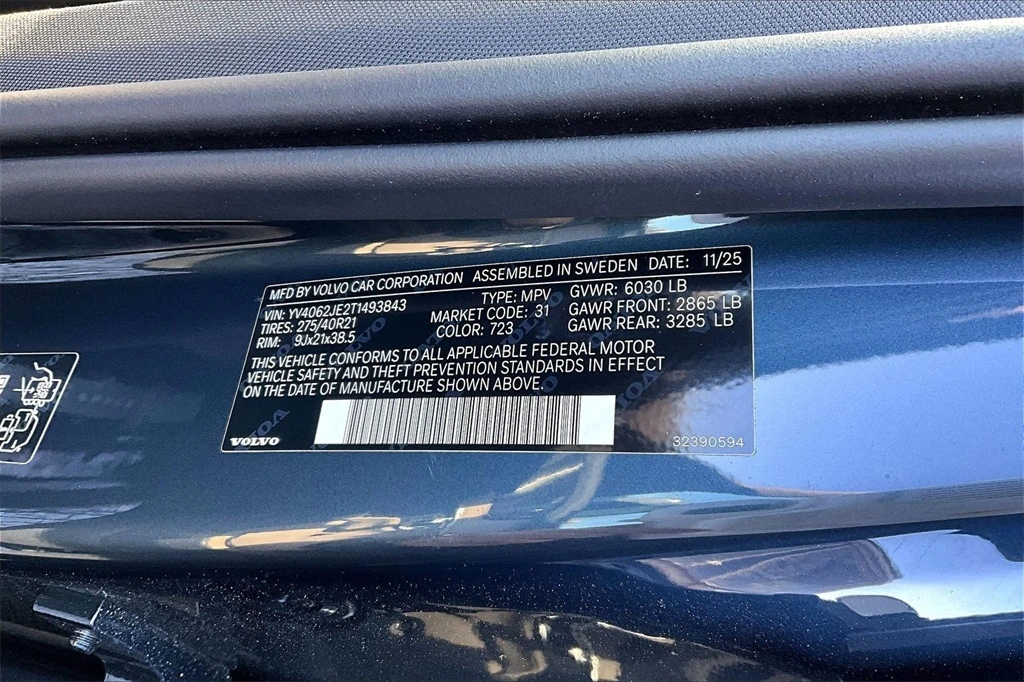 MFD BY VOLVO CAR CORPORATION ASSEMBLED IN SWEDEN DATE: 11/25
VIN: YV4062JE2T1493843 TYPE: MPV GVWR: 6030 LB
TIRES: 275/40R21 MARKET CODE: 31 GAWR FRONT: 2865 LB
RIM: 9Jx21x38.5 COLOR: 723 GAWR REAR: 3285 LB
THIS VEHICLE CONFORMS TO ALL APPLICABLE FEDERAL MOTOR
VEHICLE SAFETY AND THEFT PREVENTION STANDARDS IN EFFECT
ON THE DATE OF MANUFACTURE SHOWN ABOVE.
VOLVO 32390594